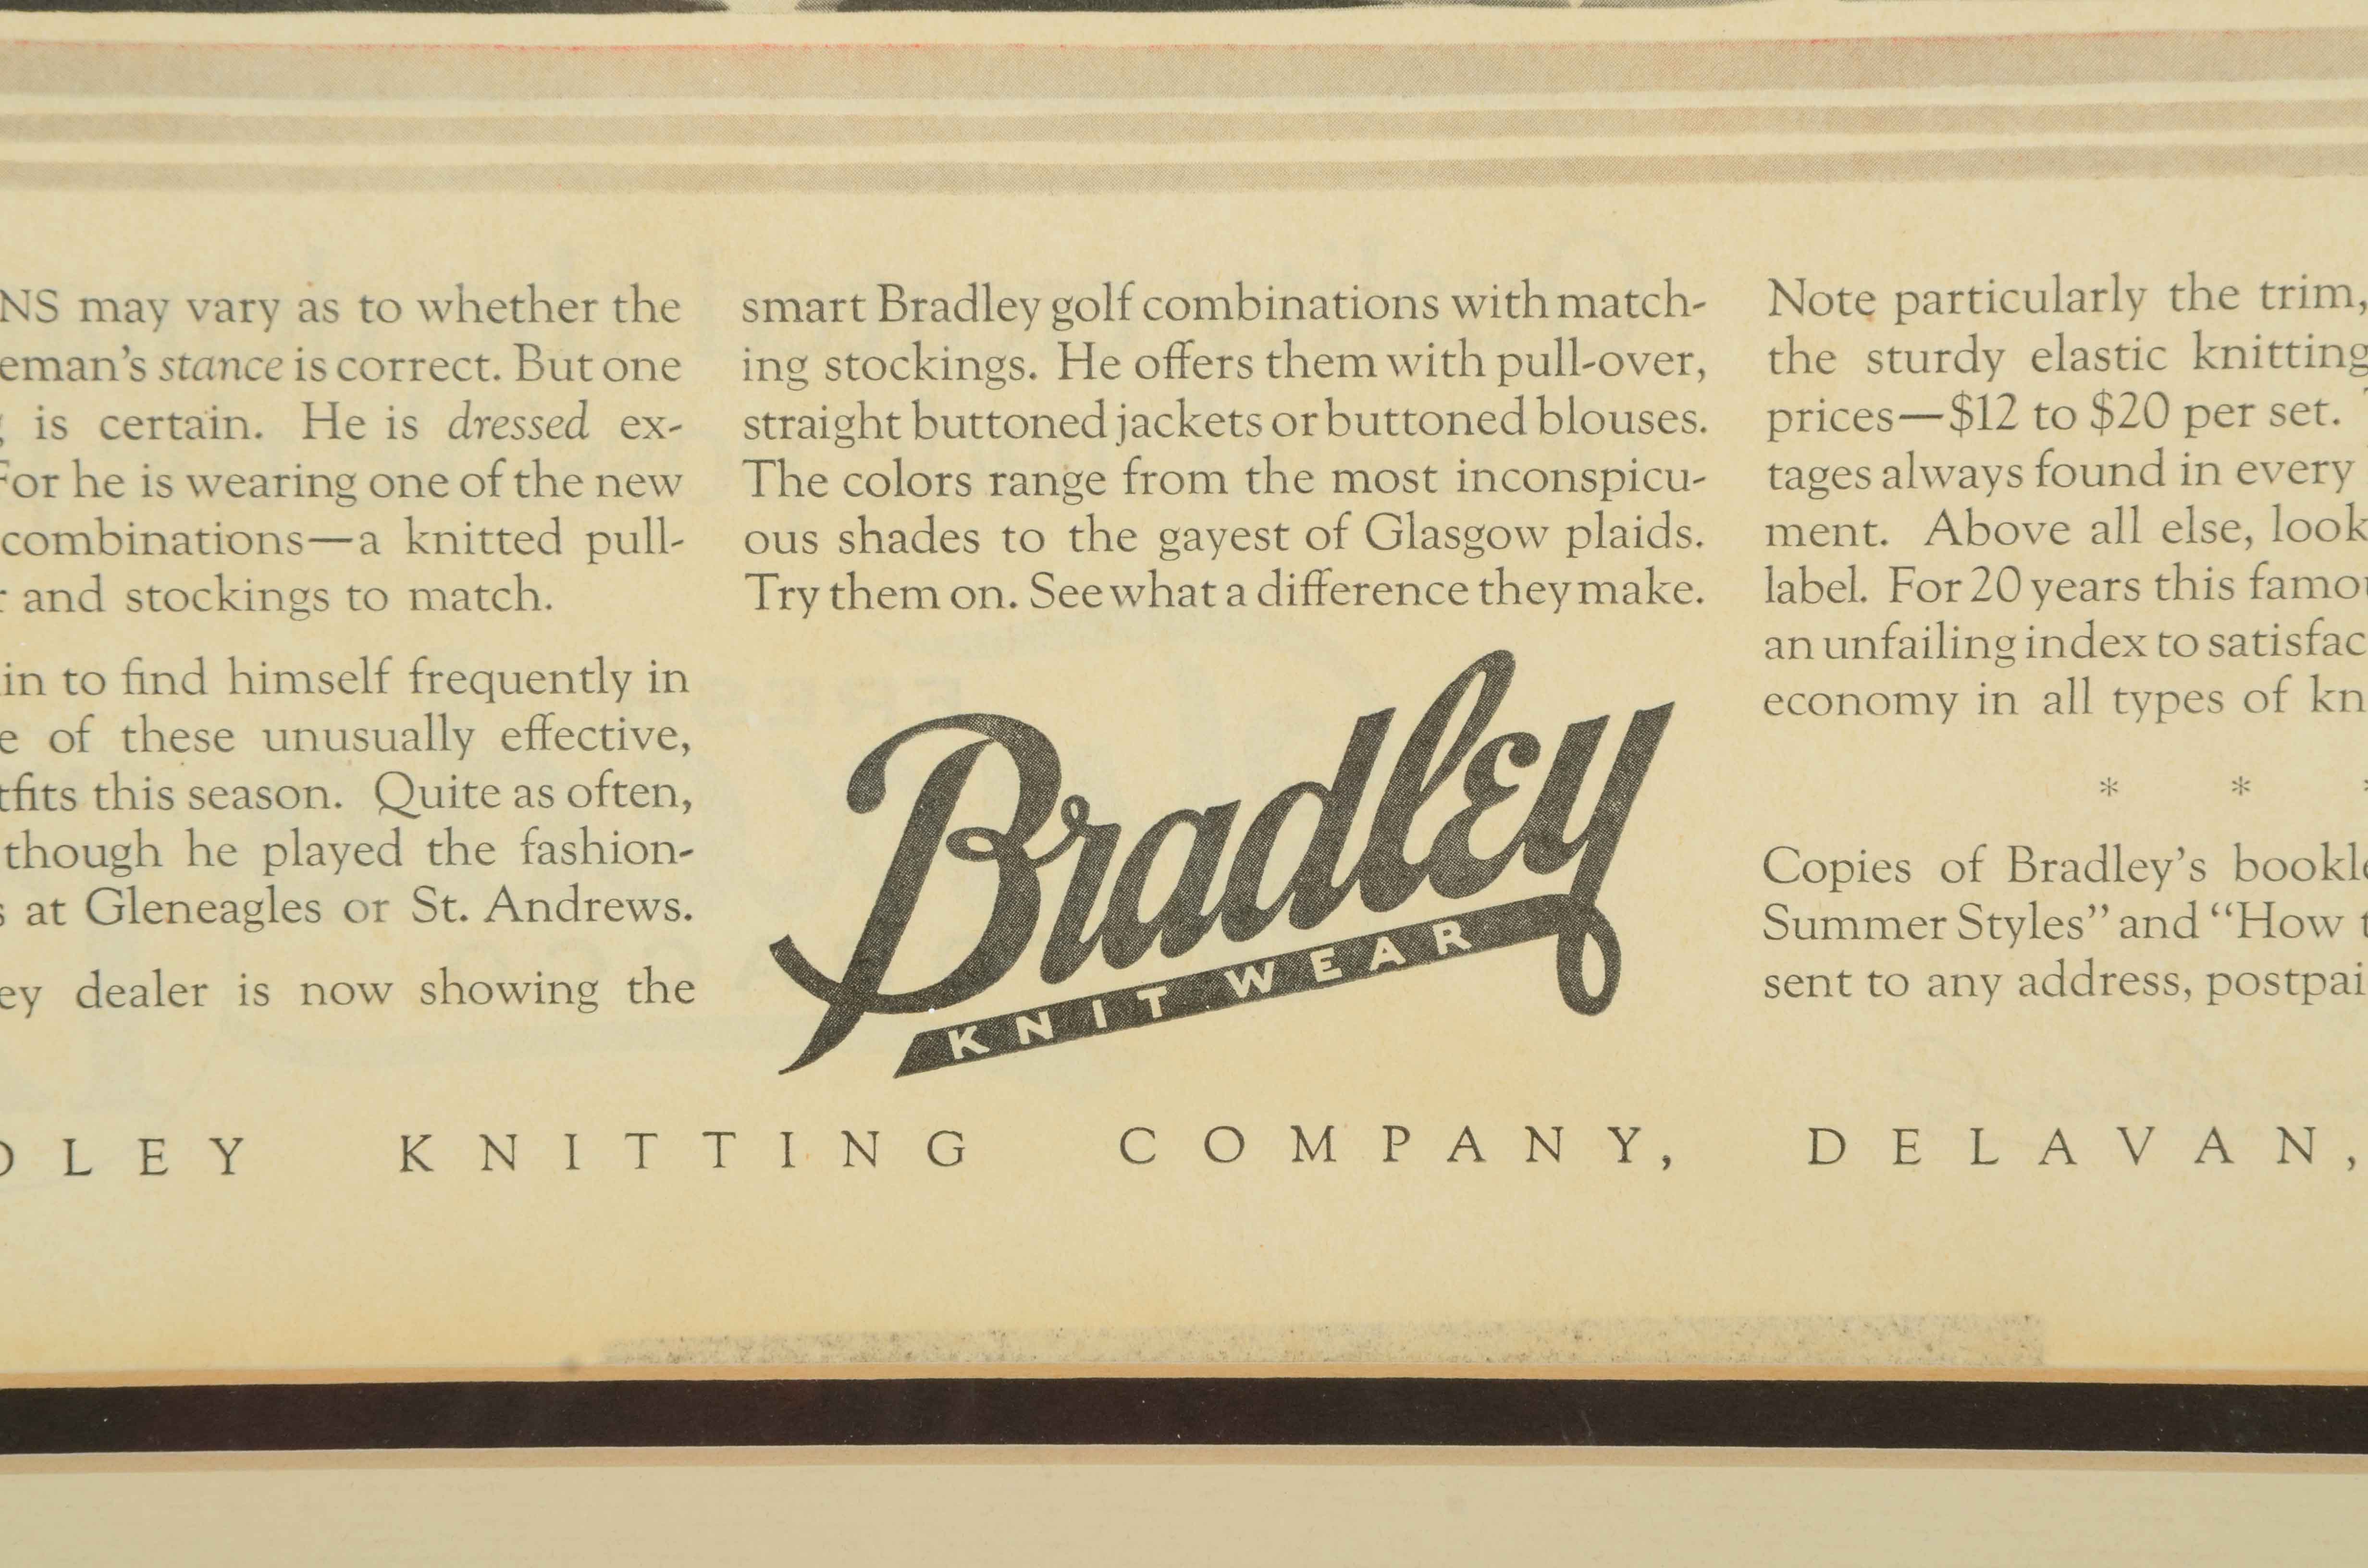 NS may vary as to whether the
eman's stance is correct. But one
is certain. He is dressed ex-
For he is wearing one of the new
combinations—a knitted pull-
and stockings to match.
in to find himself frequently in
e of these unusually effective,
tfits this season. Quite as often,
though he played the fashion-
s at Gleneagles or St. Andrews.
ey dealer is now showing the
smart Bradley golf combinations with match-
ing stockings. He offers them with pull-over,
straight buttoned jackets or buttoned blouses.
The colors range from the most inconspicu-
ous shades to the gayest of Glasgow plaids.
Try them on. See what a difference they make.
Bradley
KNIT WEAR
Note particularly the trim,
the sturdy elastic knitting
prices—$12 to $20 per set.
tages always found in every
ment. Above all else, look
label. For 20 years this famo
an unfailing index to satisfac
economy in all types of kn
* * *
Copies of Bradley's bookle
Summer Styles" and "How t
sent to any address, postpai
DLEY KNITTING COMPANY, DELAVAN,